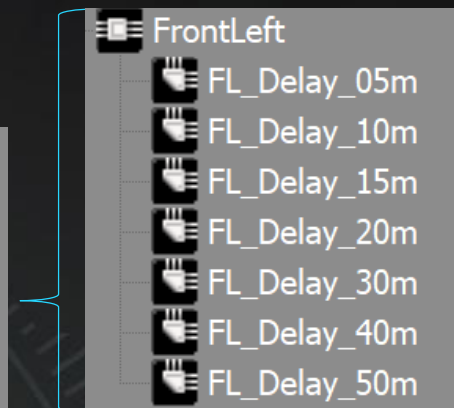 FrontLeft
FL_Delay_05m
FL_Delay_10m
FL_Delay_15m
FL_Delay_20m
FL_Delay_30m
FL_Delay_40m
FL_Delay_50m